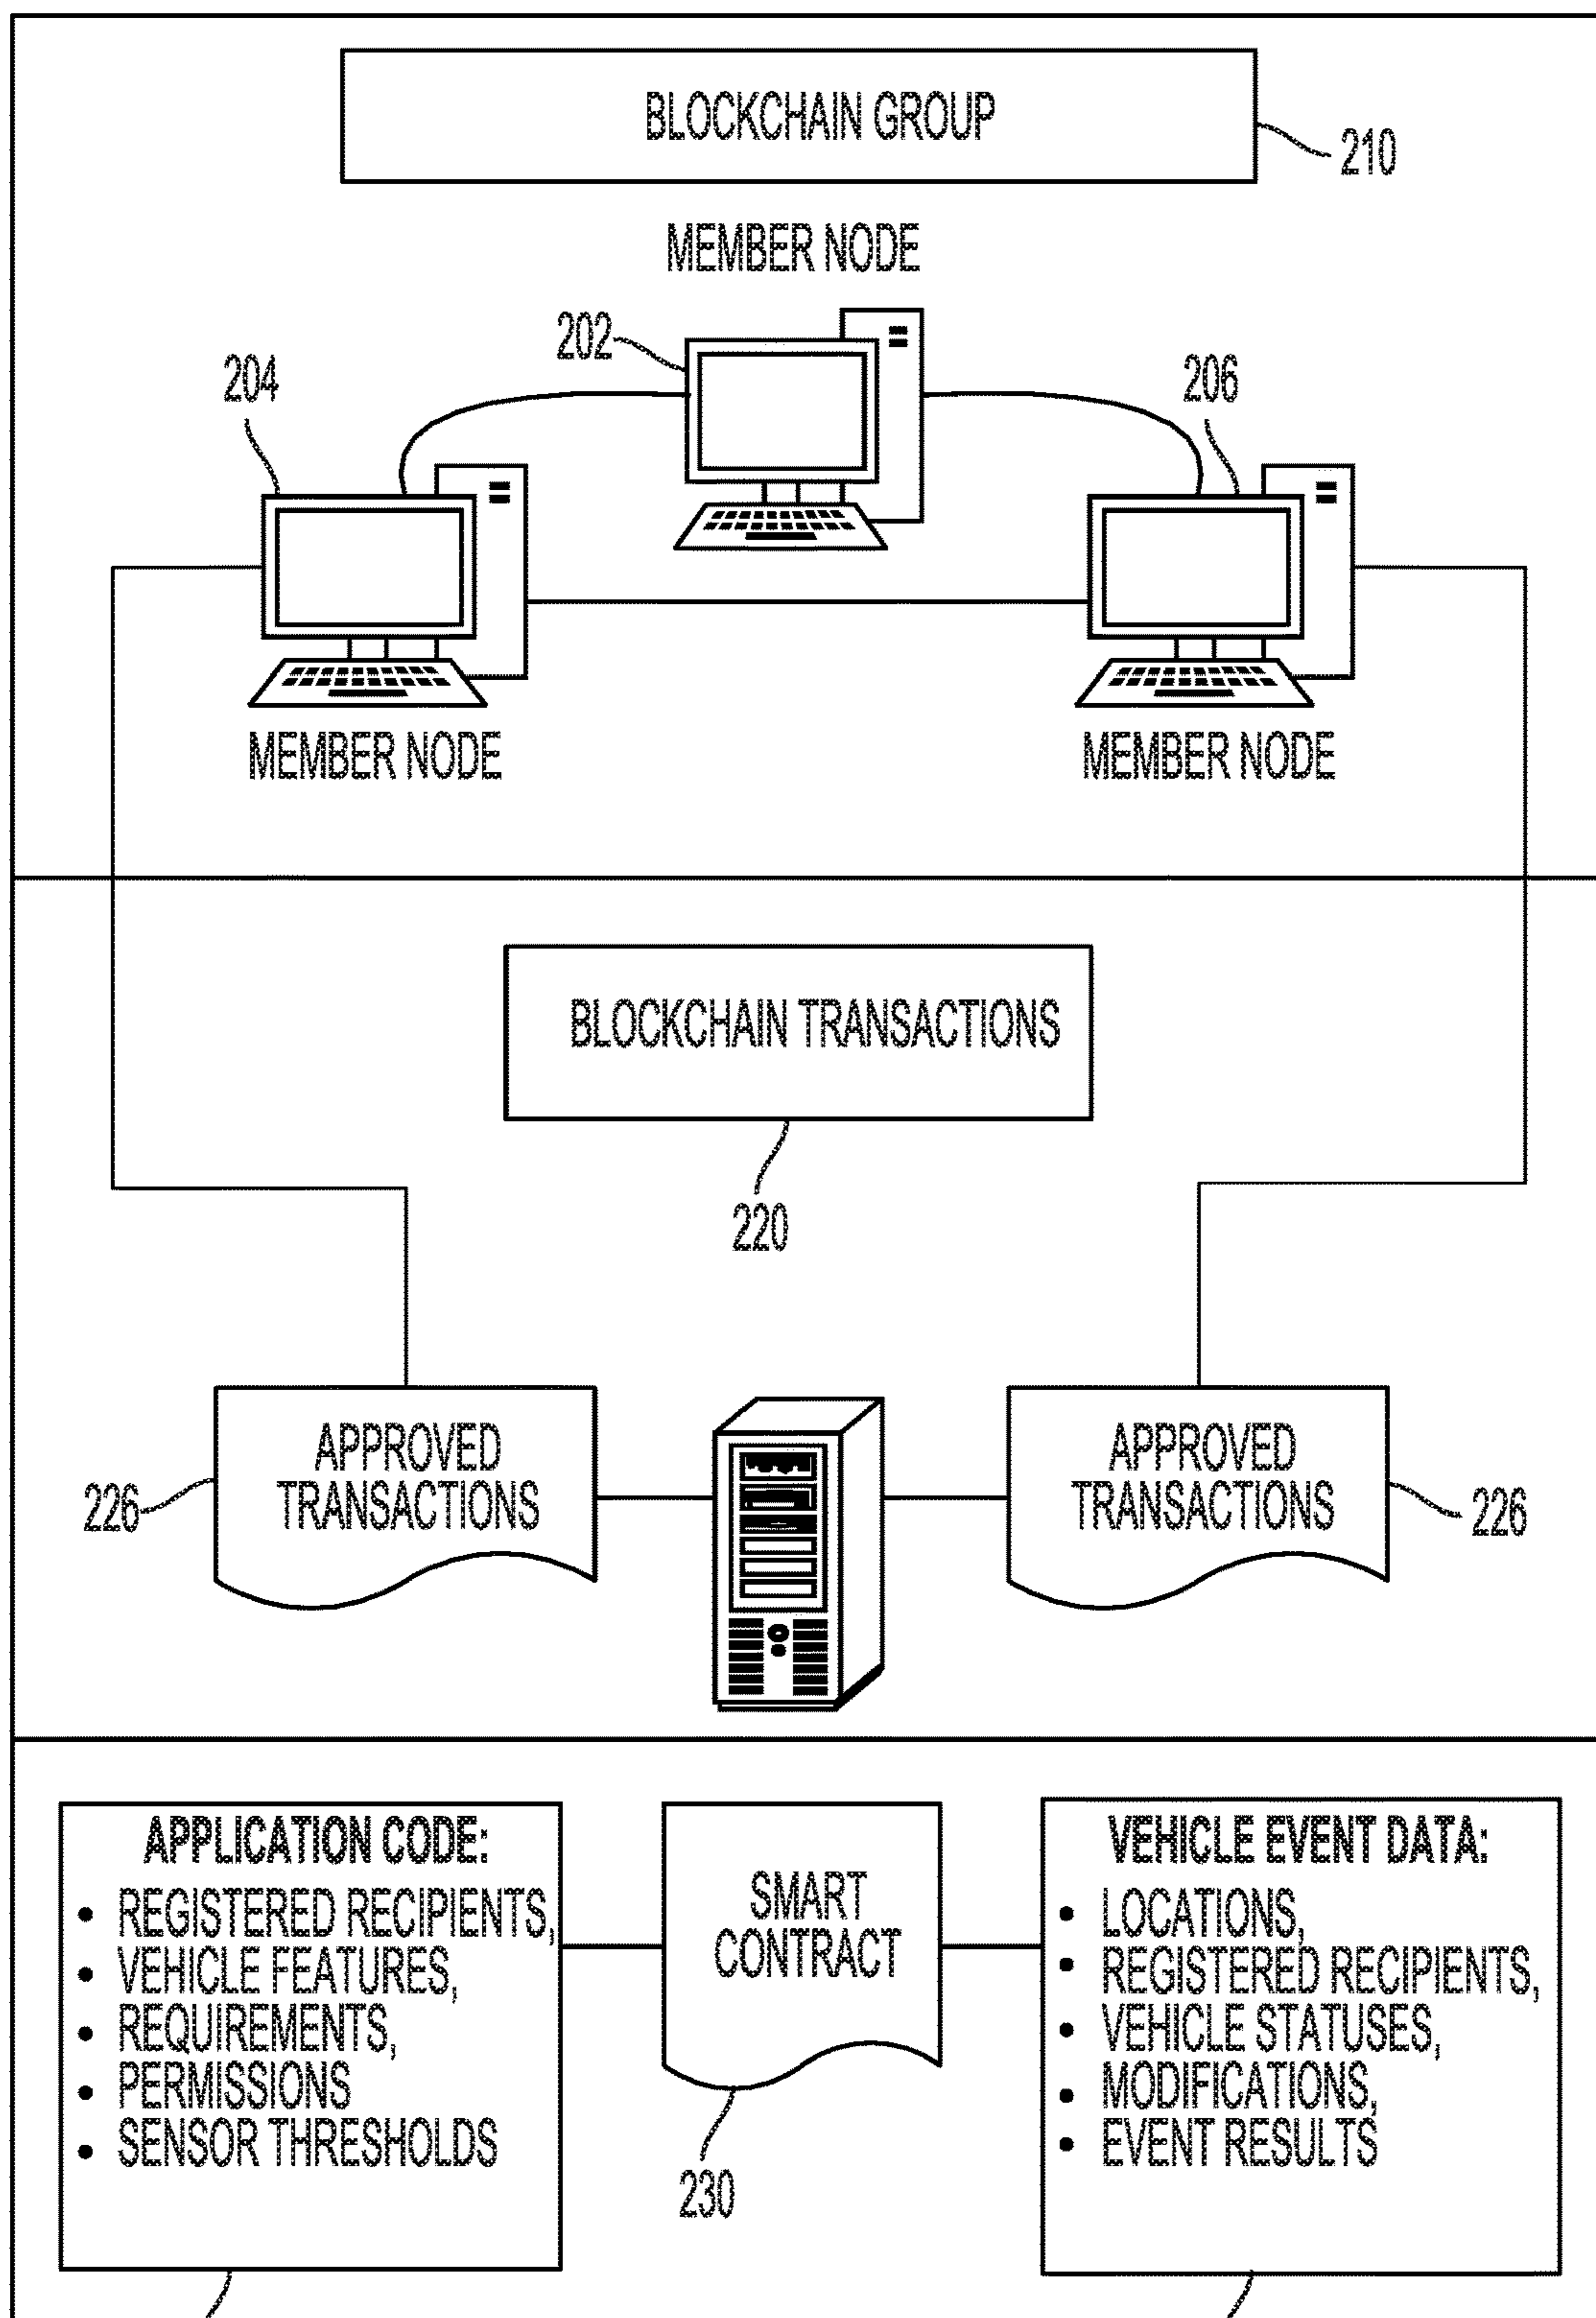 BLOCKCHAIN GROUP
210
MEMBER NODE
202
204
206
MEMBER NODE
MEMBER NODE
BLOCKCHAIN TRANSACTIONS
220
APPROVED
TRANSACTIONS
226
APPROVED
TRANSACTIONS
226
APPLICATION CODE:
• REGISTERED RECIPIENTS,
• VEHICLE FEATURES,
• REQUIREMENTS,
• PERMISSIONS
• SENSOR THRESHOLDS
SMART
CONTRACT
230
VEHICLE EVENT DATA:
• LOCATIONS,
• REGISTERED RECIPIENTS,
• VEHICLE STATUSES,
• MODIFICATIONS,
• EVENT RESULTS